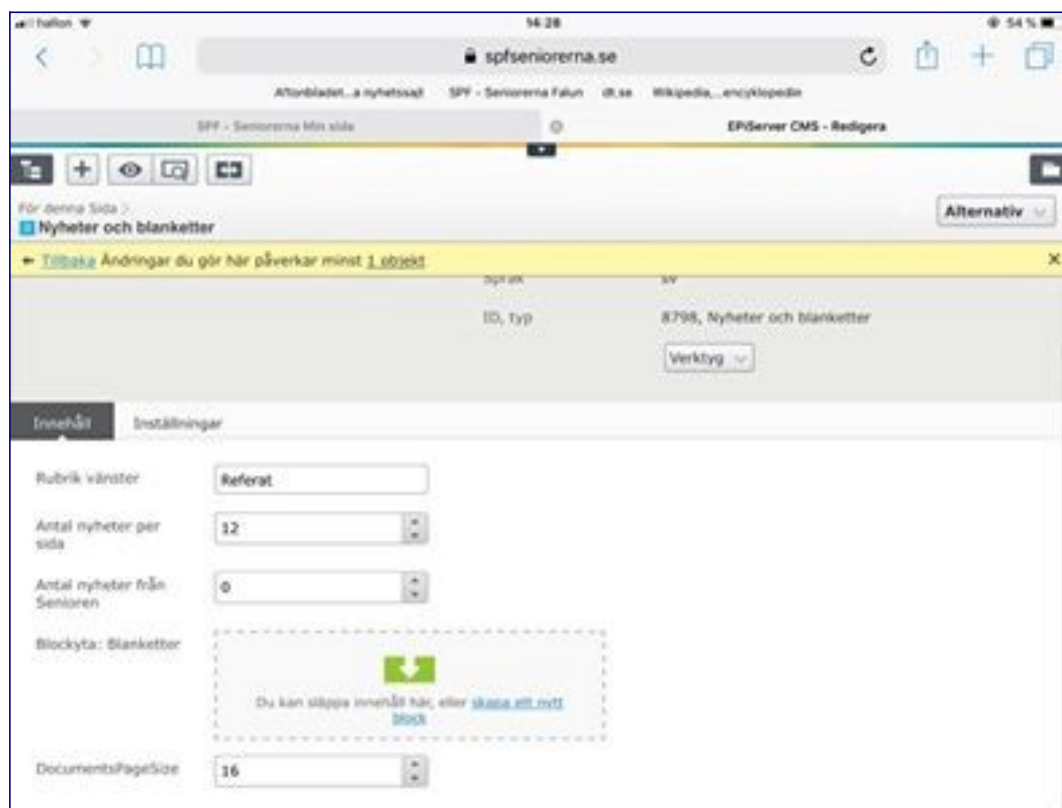 hallon
14:28
54 %
spfseniorerna.se
Aftonbladet...a nyhetssajt SPF - Seniorerna Falun dt.se Wikipedia,...encyklopedin
SPF - Seniorerna Min sida
EPiServer CMS - Redigera
För denna Sida >
Nyheter och blanketter
Alternativ
← Tillbaka Ändringar du gör här påverkar minst 1 objekt
Språk sv
ID, typ 8798, Nyheter och blanketter
Verktyg
Innehåll Inställningar
Rubrik vänster Referat
Antal nyheter per
sida
12
Antal nyheter från
Senioren
0
Blockyta: Blanketter
Du kan släppa innehåll här, eller skapa ett nytt
block
DocumentsPageSize 16